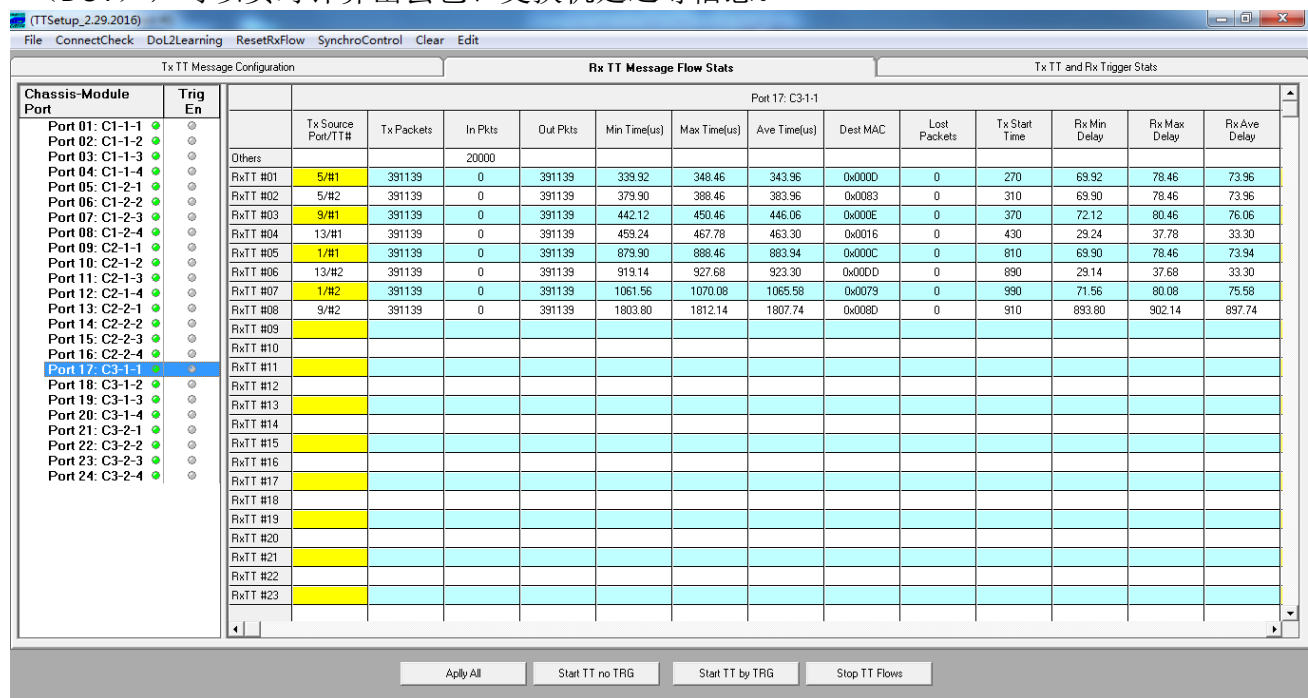 (TTSetup_2.29.2016)
File ConnectCheck DoL2Learning ResetRxFlow SynchroControl Clear Edit
Tx TT Message Configuration Rx TT Message Flow Stats Tx TT and Rx Trigger Stats
Chassis-Module Port Trig En
Port 01: C1-1-1
Port 02: C1-1-2
Port 03: C1-1-3
Port 04: C1-1-4
Port 05: C1-2-1
Port 06: C1-2-2
Port 07: C1-2-3
Port 08: C1-2-4
Port 09: C2-1-1
Port 10: C2-1-2
Port 11: C2-1-3
Port 12: C2-1-4
Port 13: C2-2-1
Port 14: C2-2-2
Port 15: C2-2-3
Port 16: C2-2-4
Port 17: C3-1-1
Port 18: C3-1-2
Port 19: C3-1-3
Port 20: C3-1-4
Port 21: C3-2-1
Port 22: C3-2-2
Port 23: C3-2-3
Port 24: C3-2-4
Port 17: C3-1-1
Tx Source Port/TT# Tx Packets In Pkts Out Pkts Min Time(us) Max Time(us) Ave Time(us) Dest MAC Lost Packets Tx Start Time Rx Min Delay Rx Max Delay Rx Ave Delay
Others 20000
RxTT #01 5/#1 391139 0 391139 339.92 348.46 343.96 0x000D 0 270 69.92 78.46 73.96
RxTT #02 5/#2 391139 0 391139 379.90 388.46 383.96 0x0083 0 310 69.90 78.46 73.96
RxTT #03 9/#1 391139 0 391139 442.12 450.46 446.06 0x000E 0 370 72.12 80.46 76.06
RxTT #04 13/#1 391139 0 391139 459.24 467.78 463.30 0x0016 0 430 29.24 37.78 33.30
RxTT #05 1/#1 391139 0 391139 879.90 888.46 883.94 0x000C 0 810 69.90 78.46 73.94
RxTT #06 13/#2 391139 0 391139 919.14 927.68 923.30 0x00DD 0 890 29.14 37.68 33.30
RxTT #07 1/#2 391139 0 391139 1061.56 1070.08 1065.58 0x0079 0 990 71.56 80.08 75.58
RxTT #08 9/#2 391139 0 391139 1803.80 1812.14 1807.74 0x008D 0 910 893.80 902.14 897.74
RxTT #09
RxTT #10
RxTT #11
RxTT #12
RxTT #13
RxTT #14
RxTT #15
RxTT #16
RxTT #17
RxTT #18
RxTT #19
RxTT #20
RxTT #21
RxTT #22
RxTT #23
Aplly All Start TT no TRG Start TT by TRG Stop TT Flows